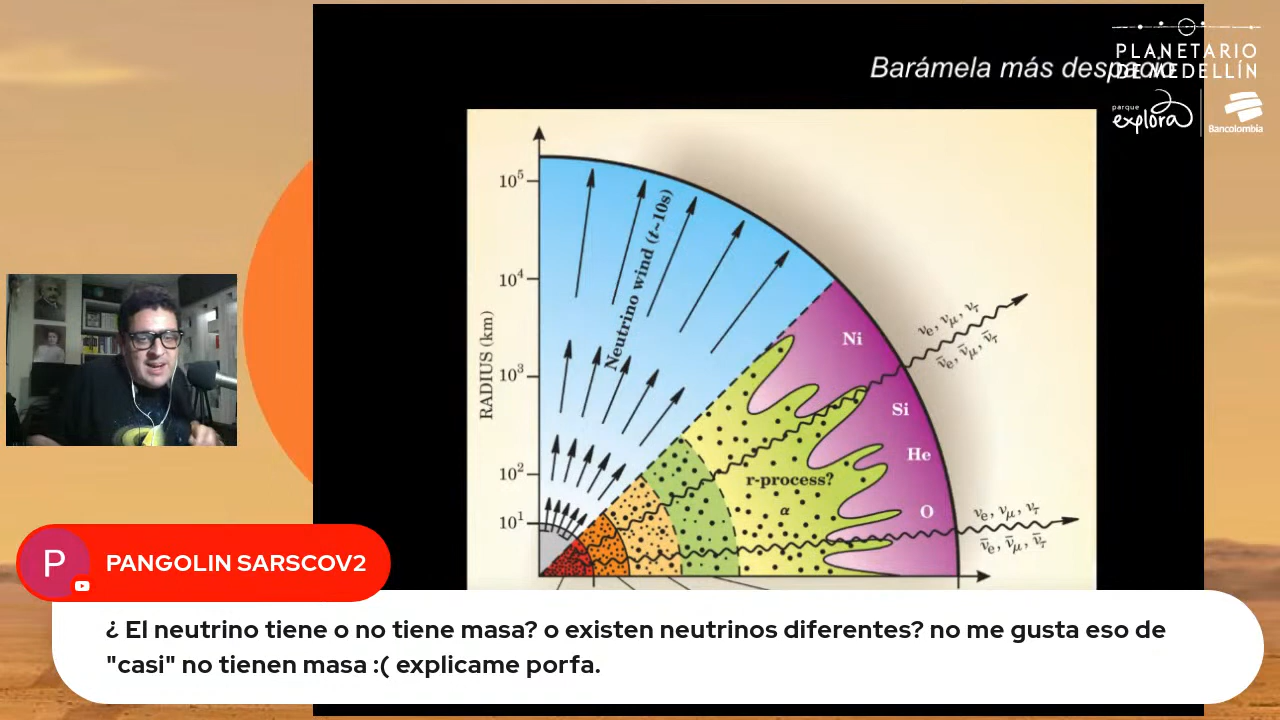 Barámela más despacio
PLANETARIO
DE MEDELLÍN
parque
explora
Bancolombia
10⁵
10⁴
10³
10²
10¹
RADIUS (km)
Neutrino wind (t~10s)
Ni
Si
He
O
r-process?
α
νe, νμ, ντ
ν̄e, ν̄μ, ν̄τ
νe, νμ, ντ
ν̄e, ν̄μ, ν̄τ
P
PANGOLIN SARSCOV2
¿ El neutrino tiene o no tiene masa? o existen neutrinos diferentes? no me gusta eso de
"casi" no tienen masa :( explicame porfa.